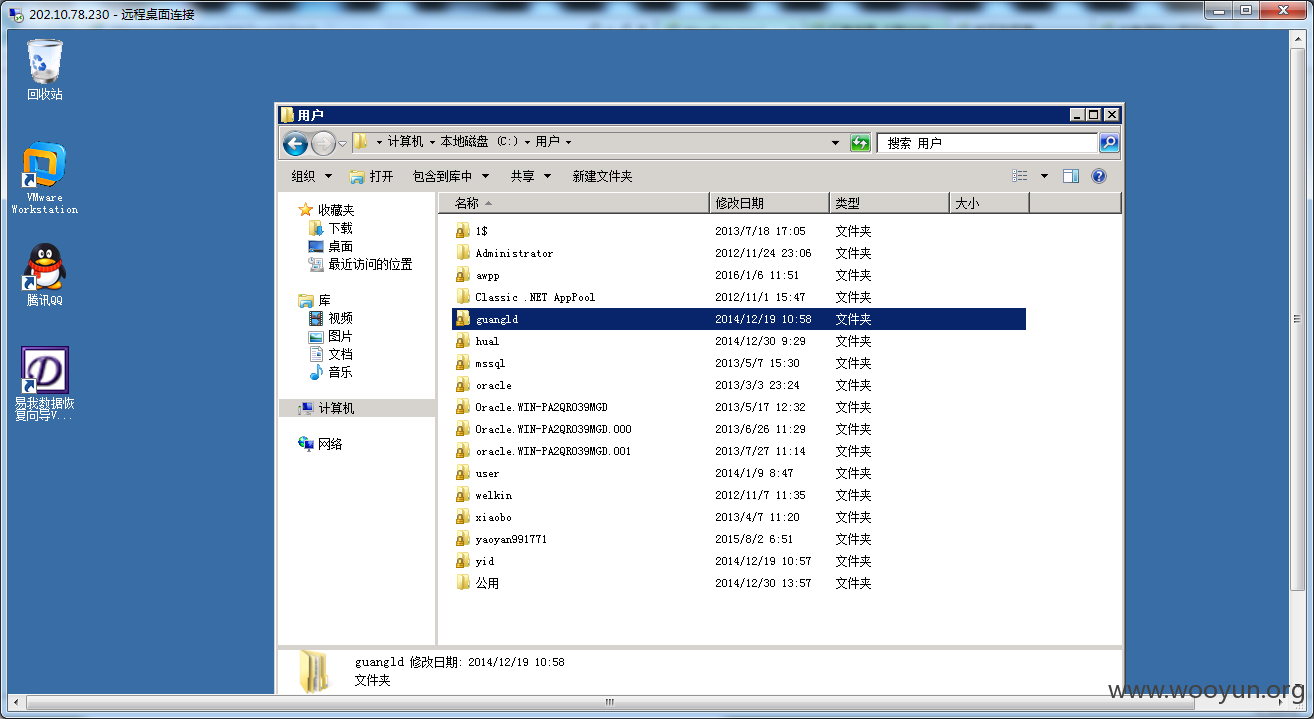 202.10.78.230 - 远程桌面连接
回收站
VMware
Workstation
腾讯QQ
易我数据恢
复向导V...
用户
计算机 本地磁盘 (C:) 用户
搜索 用户
组织 打开 包含到库中 共享 新建文件夹
收藏夹
下载
桌面
最近访问的位置
库
视频
图片
文档
音乐
计算机
网络
名称 修改日期 类型 大小
1$ 2013/7/18 17:05 文件夹
Administrator 2012/11/24 23:06 文件夹
awpp 2016/1/6 11:51 文件夹
Classic .NET AppPool 2012/11/1 15:47 文件夹
guangld 2014/12/19 10:58 文件夹
hual 2014/12/30 9:29 文件夹
mssql 2013/5/7 15:30 文件夹
oracle 2013/3/3 23:24 文件夹
Oracle.WIN-PA2QRO39MGD 2013/5/17 12:32 文件夹
Oracle.WIN-PA2QRO39MGD.000 2013/6/26 11:29 文件夹
oracle.WIN-PA2QRO39MGD.001 2013/7/27 11:14 文件夹
user 2014/1/9 8:47 文件夹
welkin 2012/11/7 11:35 文件夹
xiaobo 2013/4/7 11:20 文件夹
yaoyan991771 2015/8/2 6:51 文件夹
yid 2014/12/19 10:57 文件夹
公用 2014/12/30 13:57 文件夹
guangld 修改日期: 2014/12/19 10:58
文件夹
www.wooyun.org